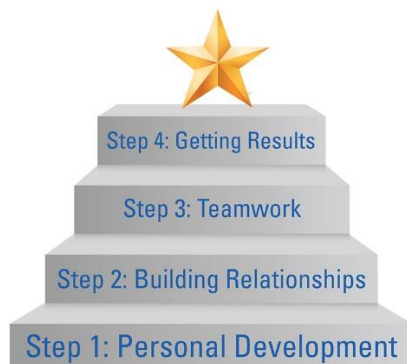 Step 4: Getting Results
Step 3: Teamwork
Step 2: Building Relationships
Step 1: Personal Development